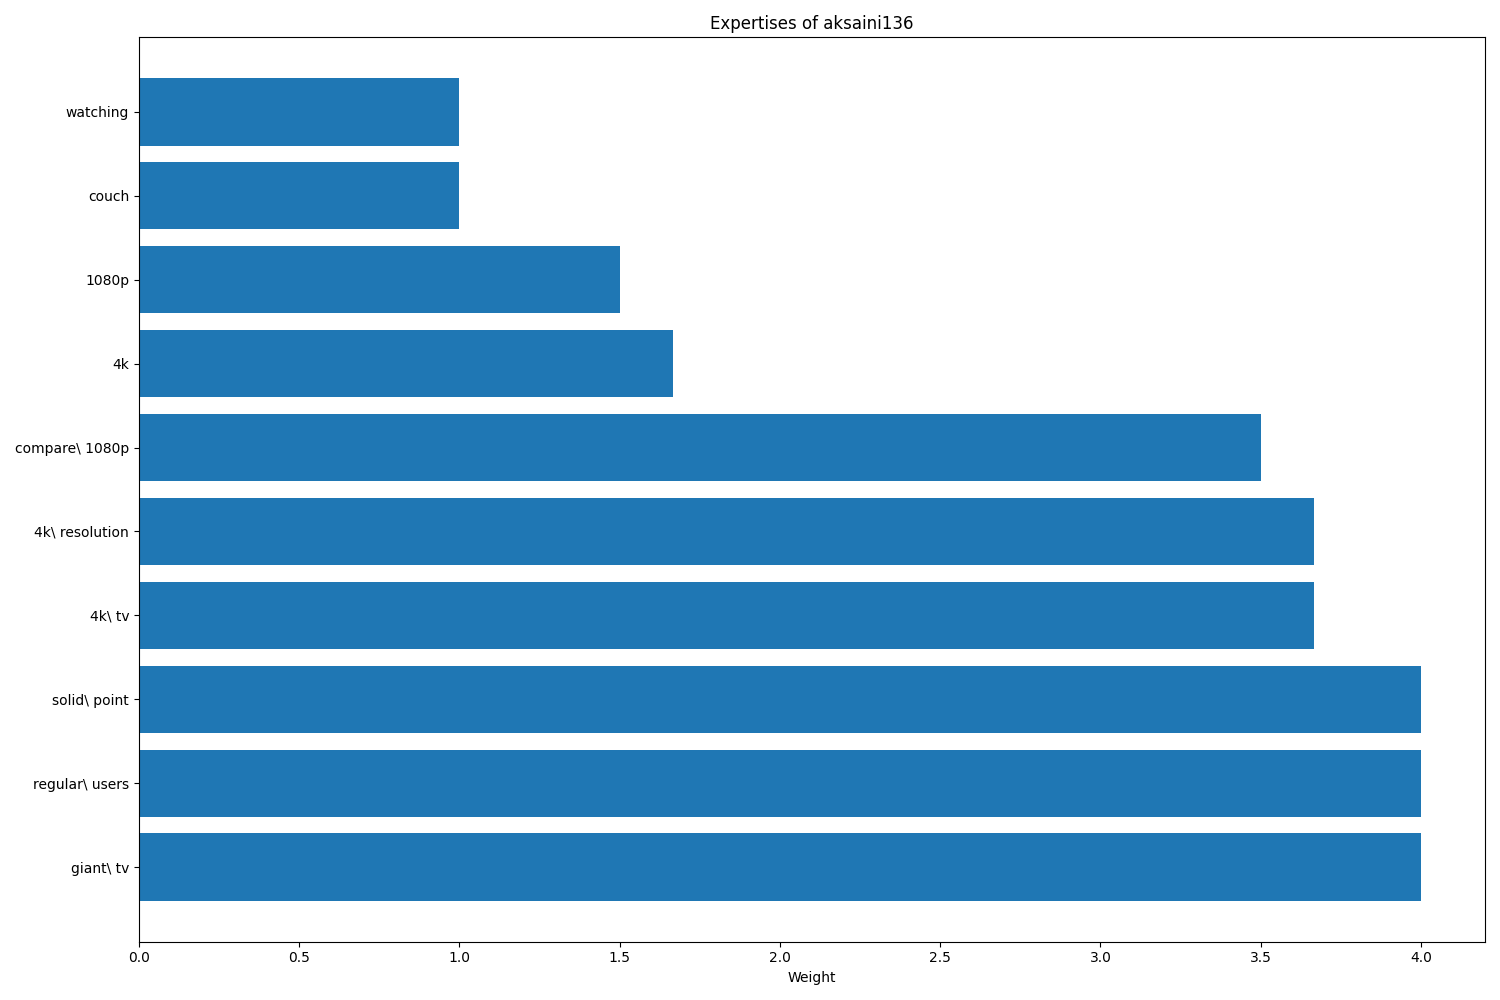 Expertises of aksaini136
watching
couch
1080p
4k
compare\ 1080p
4k\ resolution
4k\ tv
solid\ point
regular\ users
giant\ tv
0.0 0.5 1.0 1.5 2.0 2.5 3.0 3.5 4.0
Weight